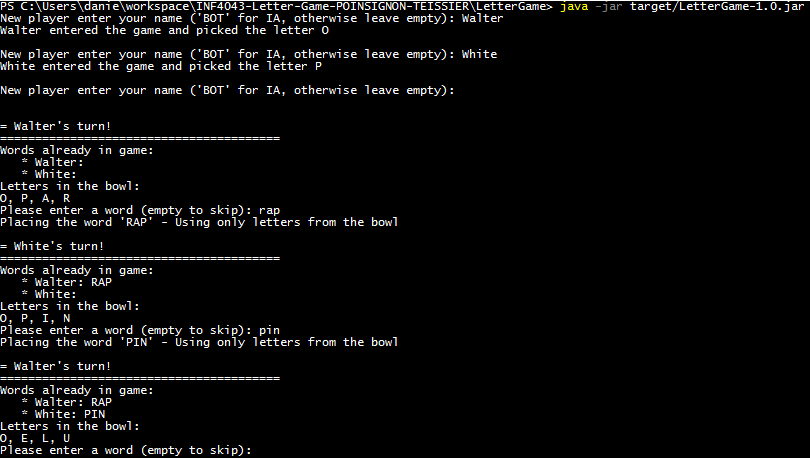 PS C:\Users\danie\workspace\INF4043-Letter-Game-POINSIGNON-TEISSIER\LetterGame> java -jar target/LetterGame-1.0.jar
New player enter your name ('BOT' for IA, otherwise leave empty): Walter
Walter entered the game and picked the letter O
New player enter your name ('BOT' for IA, otherwise leave empty): White
White entered the game and picked the letter P
New player enter your name ('BOT' for IA, otherwise leave empty):
= Walter's turn!
========================================
Words already in game:
   * Walter:
   * White:
Letters in the bowl:
O, P, A, R
Please enter a word (empty to skip): rap
Placing the word 'RAP' - Using only letters from the bowl
= White's turn!
========================================
Words already in game:
   * Walter: RAP
   * White:
Letters in the bowl:
O, P, I, N
Please enter a word (empty to skip): pin
Placing the word 'PIN' - Using only letters from the bowl
= Walter's turn!
========================================
Words already in game:
   * Walter: RAP
   * White: PIN
Letters in the bowl:
O, E, L, U
Please enter a word (empty to skip):